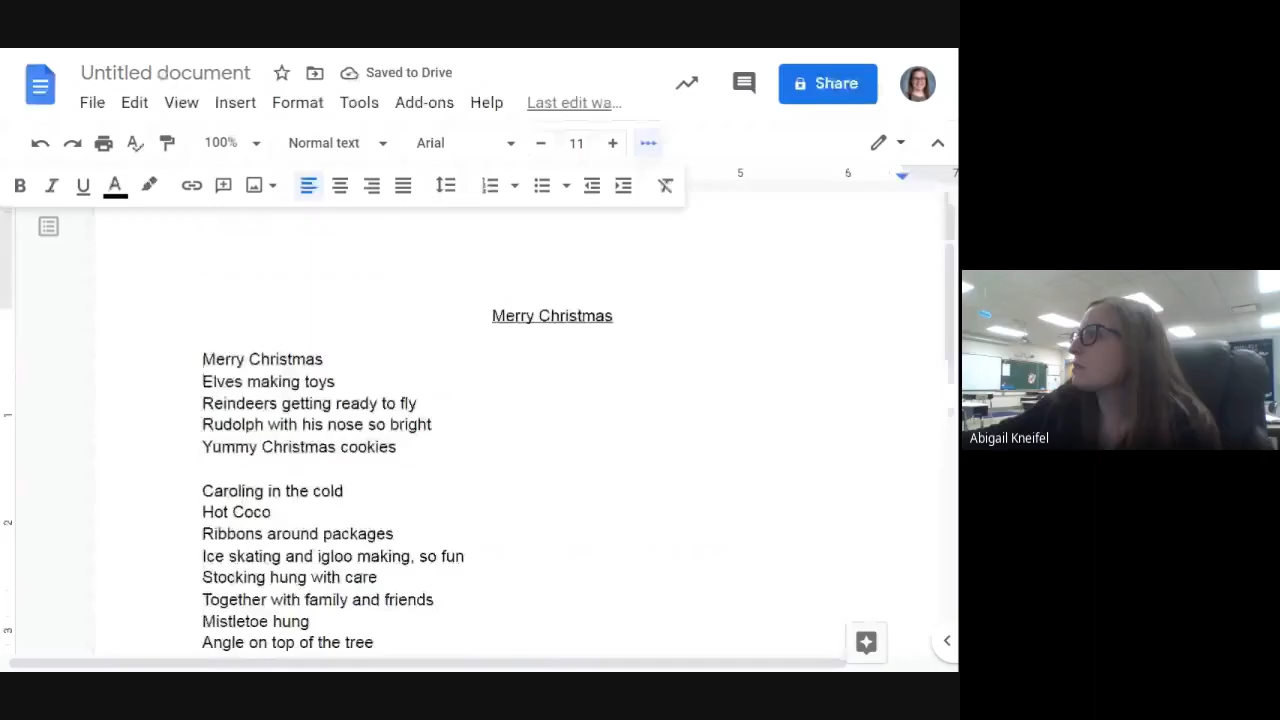 Untitled document
Saved to Drive
File Edit View Insert Format Tools Add-ons Help Last edit wa...
Share
100% Normal text Arial 11
B I U A
5 6 7
Merry Christmas
Merry Christmas
Elves making toys
Reindeers getting ready to fly
Rudolph with his nose so bright
Yummy Christmas cookies
Caroling in the cold
Hot Coco
Ribbons around packages
Ice skating and igloo making, so fun
Stocking hung with care
Together with family and friends
Mistletoe hung
Angle on top of the tree
1
2
3
Abigail Kneifel